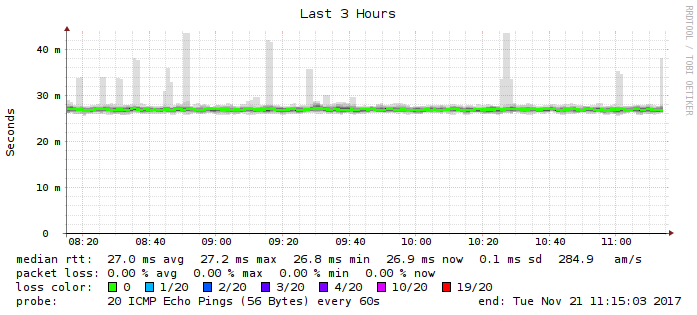 Last 3 Hours
RRDTOOL / TOBI OETIKER
Seconds
40 m
30 m
20 m
10 m
0
08:20 08:40 09:00 09:20 09:40 10:00 10:20 10:40 11:00
median rtt: 27.0 ms avg 27.2 ms max 26.8 ms min 26.9 ms now 0.1 ms sd 284.9 am/s
packet loss: 0.00 % avg 0.00 % max 0.00 % min 0.00 % now
loss color: 0 1/20 2/20 3/20 4/20 10/20 19/20
probe: 20 ICMP Echo Pings (56 Bytes) every 60s end: Tue Nov 21 11:15:03 2017